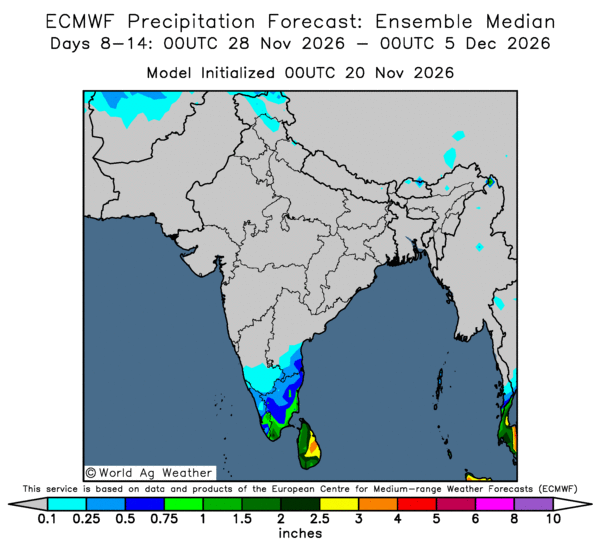 ECMWF Precipitation Forecast: Ensemble Median
Days 8–14: 00UTC 28 Nov 2026 – 00UTC 5 Dec 2026
Model Initialized 00UTC 20 Nov 2026
© World Ag Weather
This service is based on data and products of the European Centre for Medium-range Weather Forecasts (ECMWF)
0.1 0.25 0.5 0.75 1 1.5 2 2.5 3 4 5 6 8 10
inches